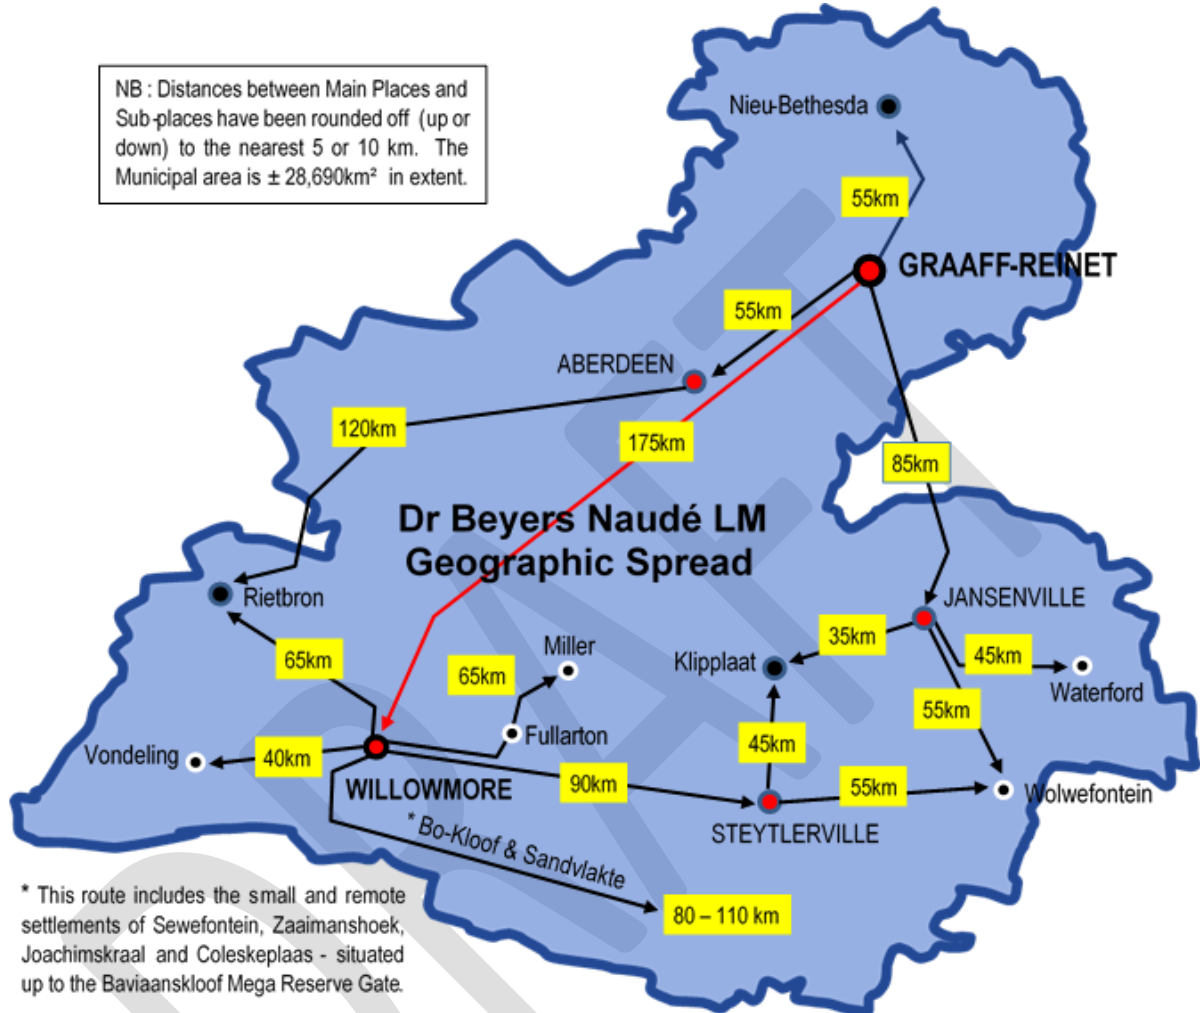 NB : Distances between Main Places and
Sub-places have been rounded off (up or
down) to the nearest 5 or 10 km. The
Municipal area is ± 28,690km² in extent.
Nieu-Bethesda
55km
GRAAFF-REINET
55km
ABERDEEN
120km
175km
85km
Dr Beyers Naudé LM
Geographic Spread
Rietbron
JANSENVILLE
35km
45km
65km
Miller
Klipplaat
65km
Waterford
55km
Fullarton
45km
Vondeling
40km
WILLOWMORE
90km
55km
Wolwefontein
STEYTLERVILLE
* Bo-Kloof & Sandvlakte
80 – 110 km
* This route includes the small and remote
settlements of Sewefontein, Zaaimanshoek,
Joachimskraal and Coleskeplaas - situated
up to the Baviaanskloof Mega Reserve Gate.
DRAFT